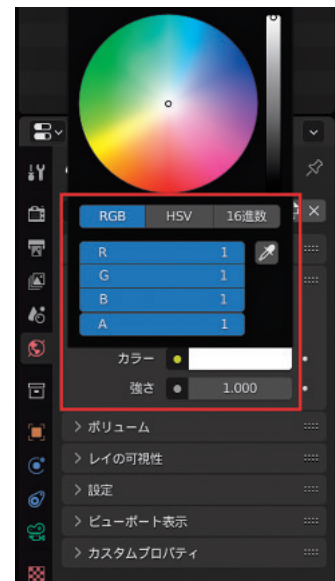 RGB HSV 16進数
R 1
G 1
B 1
A 1
カラー
強さ 1.000
ボリューム
レイの可視性
設定
ビューポート表示
カスタムプロパティ